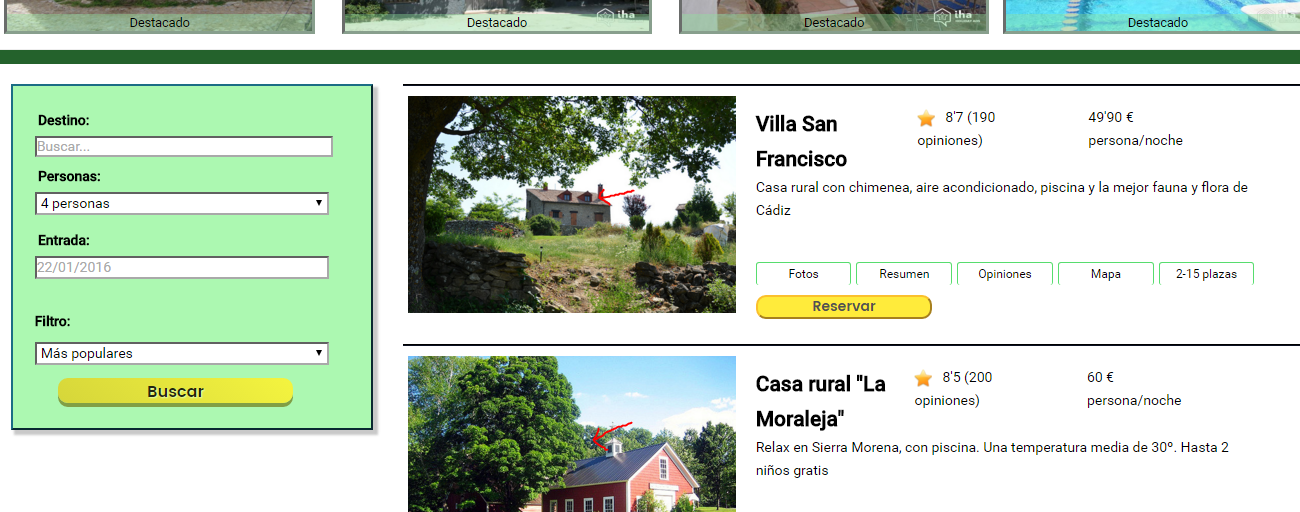 Destacado
Destacado
iha
Destacado
iha
Destacado
Destino:
Buscar...
Personas:
4 personas
Entrada:
22/01/2016
Filtro:
Más populares
Buscar
Villa San
Francisco
8'7 (190
opiniones)
49'90 €
persona/noche
Casa rural con chimenea, aire acondicionado, piscina y la mejor fauna y flora de
Cádiz
Fotos
Resumen
Opiniones
Mapa
2-15 plazas
Reservar
Casa rural "La
Moraleja"
8'5 (200
opiniones)
60 €
persona/noche
Relax en Sierra Morena, con piscina. Una temperatura media de 30º. Hasta 2
niños gratis